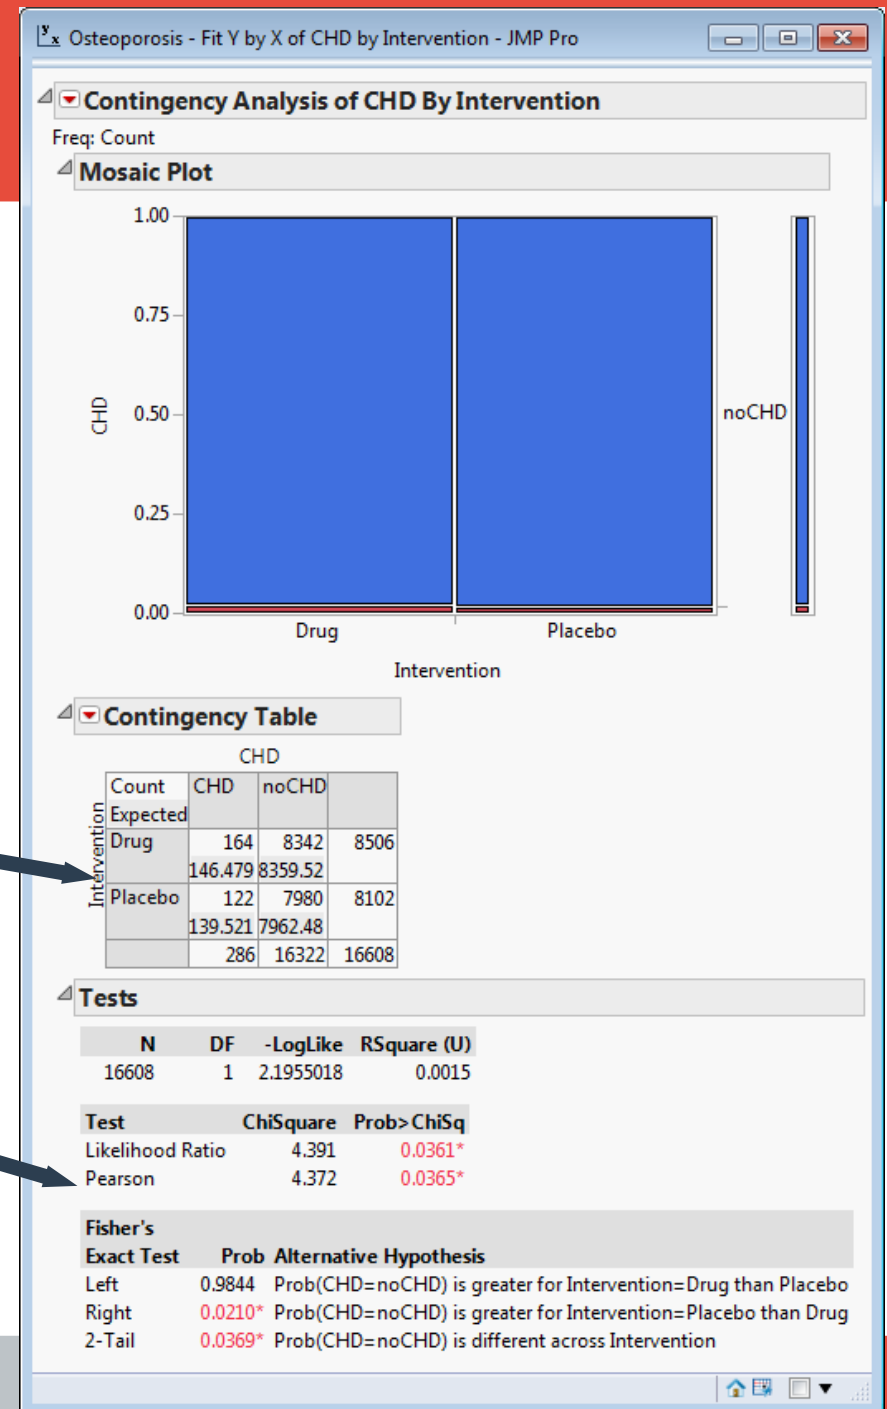 Osteoporosis - Fit Y by X of CHD by Intervention - JMP Pro
Contingency Analysis of CHD By Intervention
Freq: Count
Mosaic Plot
1.00
0.75
0.50
0.25
0.00
CHD
noCHD
Drug Placebo
Intervention
Contingency Table
CHD
Intervention
Count CHD noCHD
Expected
Drug 164 8342 8506
146.479 8359.52
Placebo 122 7980 8102
139.521 7962.48
286 16322 16608
Tests
N DF -LogLike RSquare (U)
16608 1 2.1955018 0.0015
Test ChiSquare Prob>ChiSq
Likelihood Ratio 4.391 0.0361*
Pearson 4.372 0.0365*
Fisher's
Exact Test Prob Alternative Hypothesis
Left 0.9844 Prob(CHD=noCHD) is greater for Intervention=Drug than Placebo
Right 0.0210* Prob(CHD=noCHD) is greater for Intervention=Placebo than Drug
2-Tail 0.0369* Prob(CHD=noCHD) is different across Intervention